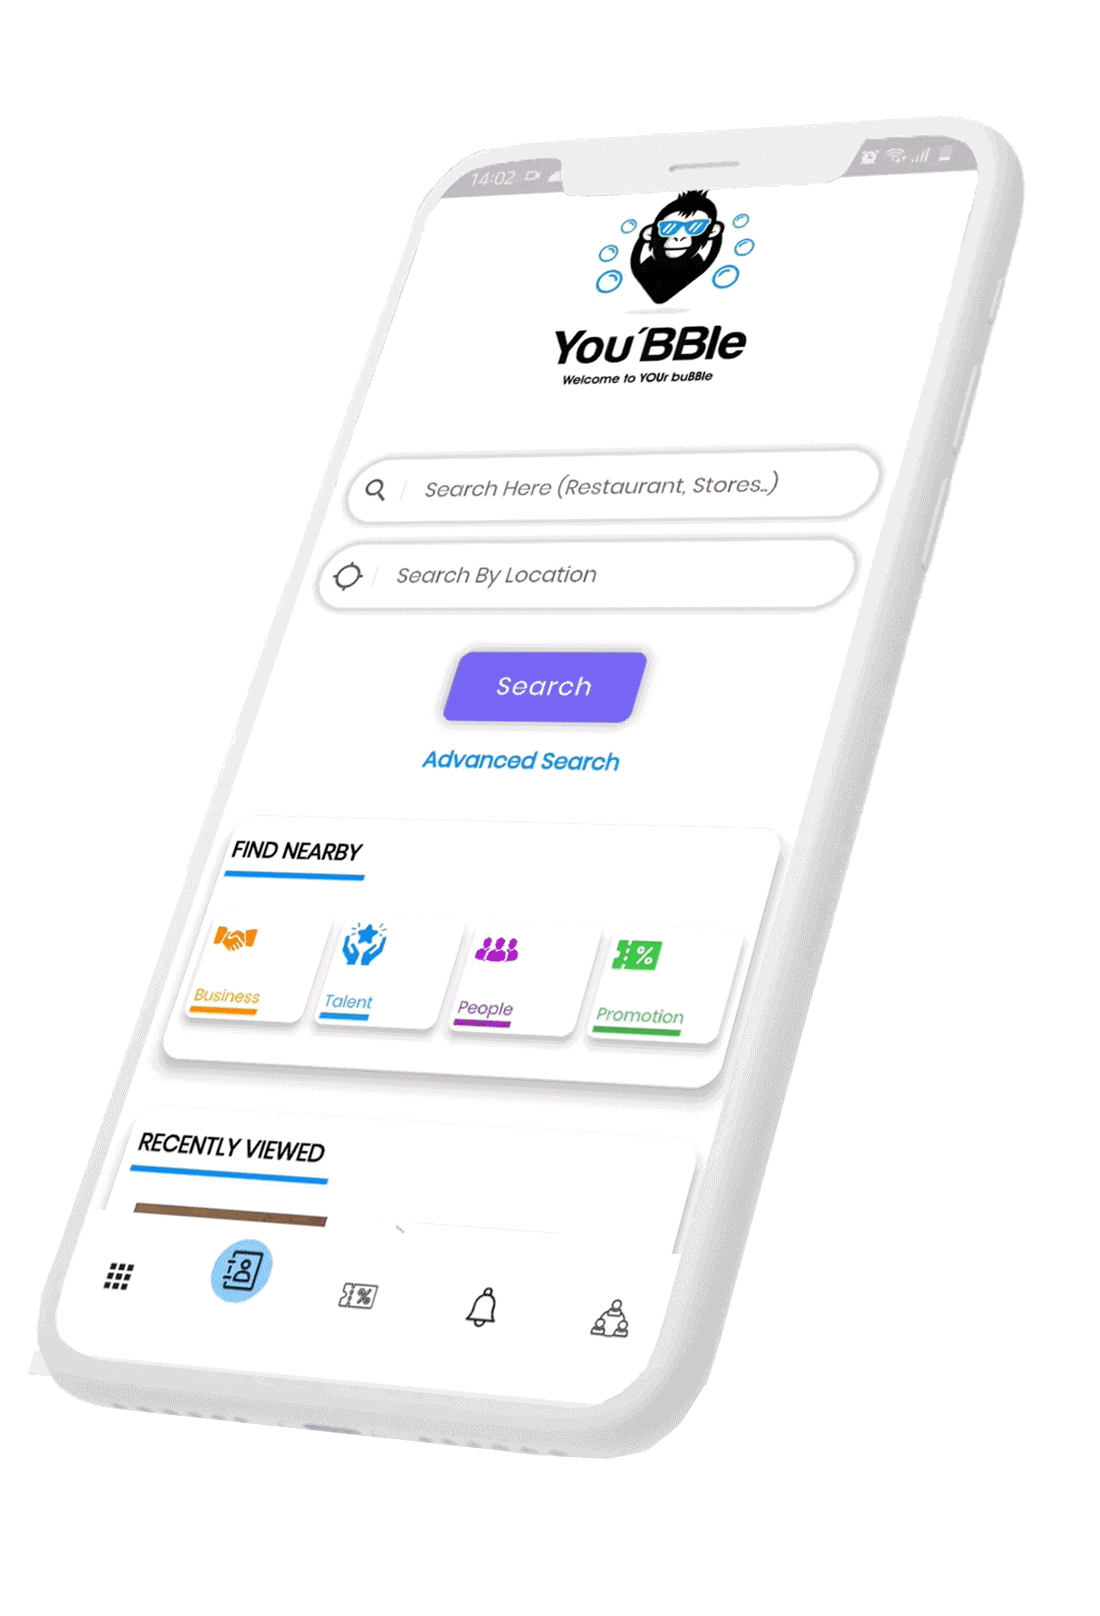 14:02
You´BBle
Welcome to YOUr buBBle
Search Here (Restaurant, Stores..)
Search By Location
Search
Advanced Search
FIND NEARBY
Business
Talent
People
Promotion
RECENTLY VIEWED